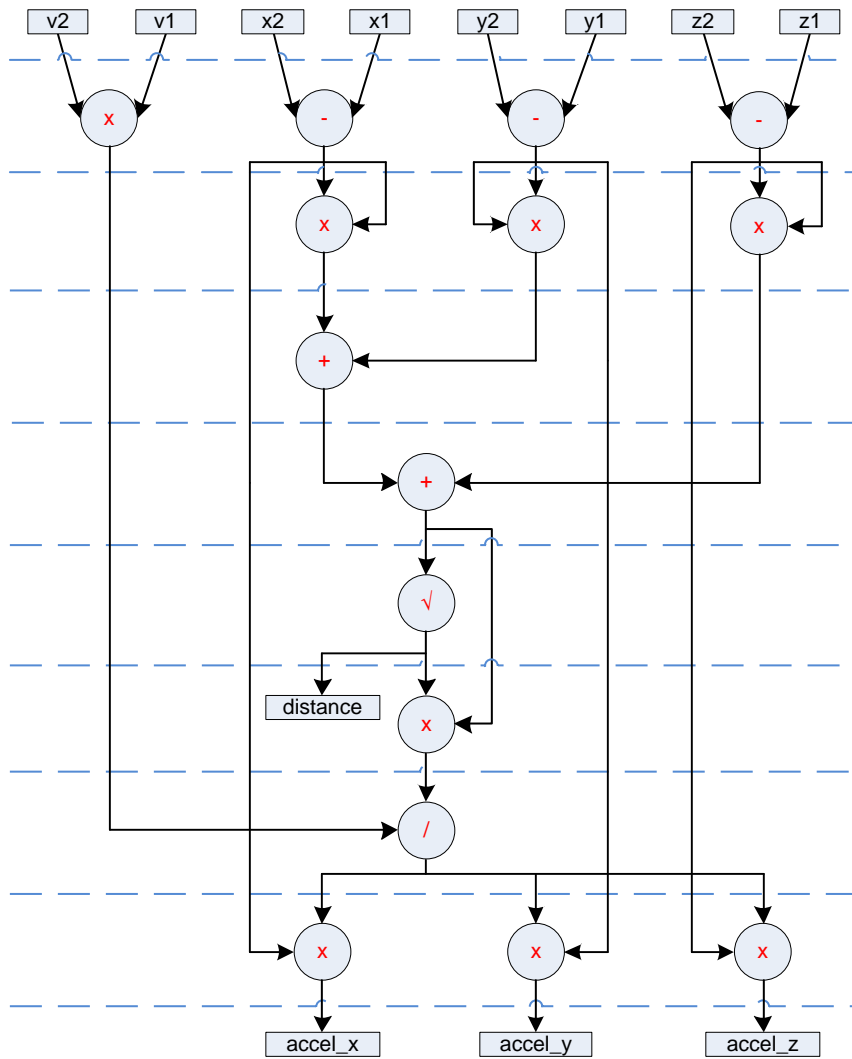 v2 v1 x2 x1 y2 y1 z2 z1
x - - -
x x x
+
+
√
distance
x
/
x x x
accel_x accel_y accel_z